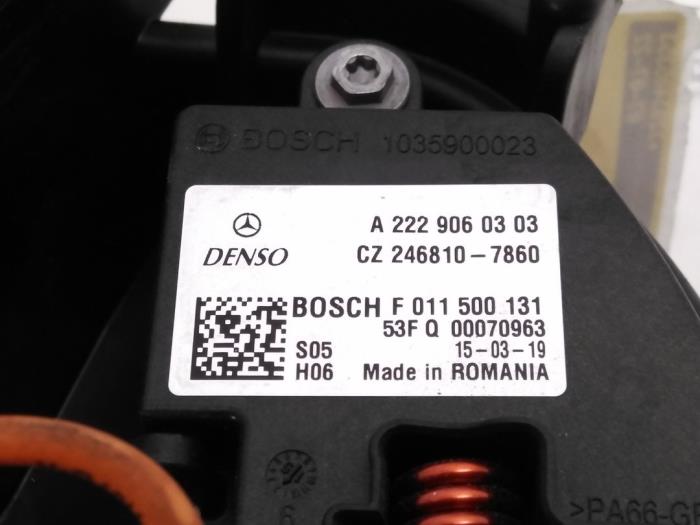 BOSCH 1035900023
A 222 906 03 03
DENSO CZ 246810-7860
BOSCH F 011 500 131
53F Q 00070963
S05 15-03-19
H06 Made in ROMANIA
6
>PA66-G